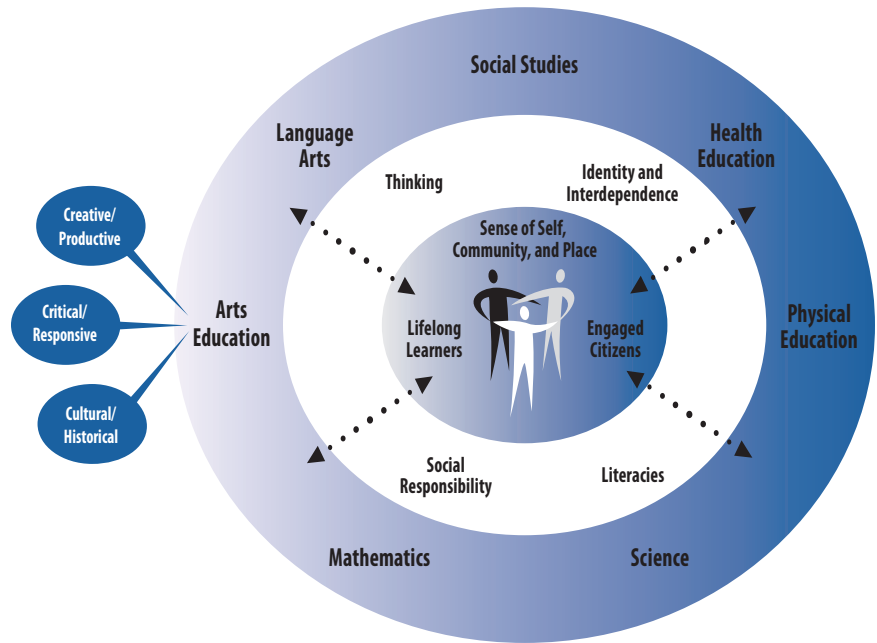 Social Studies
Language
Arts
Health
Education
Thinking
Identity and
Interdependence
Creative/
Productive
Sense of Self,
Community, and Place
Critical/
Responsive
Arts
Education
Lifelong
Learners
Engaged
Citizens
Physical
Education
Cultural/
Historical
Social
Responsibility
Literacies
Mathematics
Science